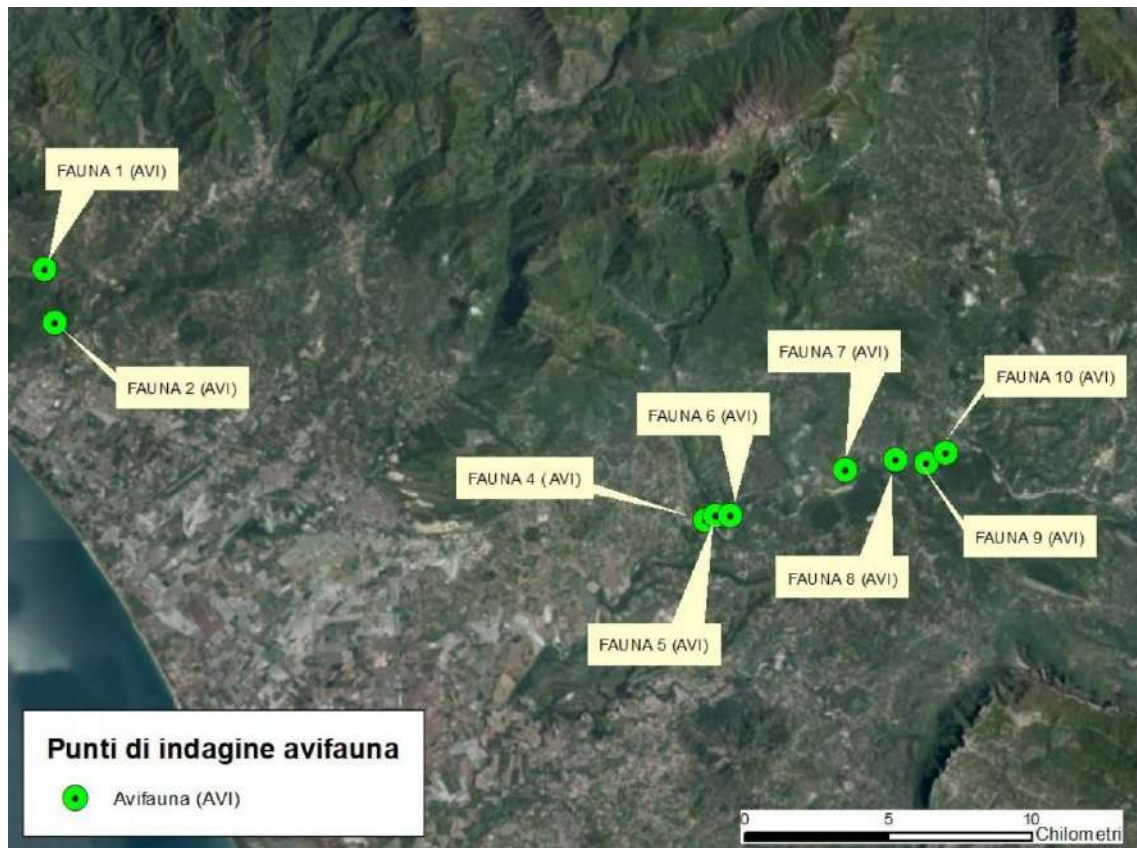 FAUNA 1 (AVI)
FAUNA 2 (AVI)
FAUNA 7 (AVI)
FAUNA 10 (AVI)
FAUNA 6 (AVI)
FAUNA 4 (AVI)
FAUNA 9 (AVI)
FAUNA 8 (AVI)
FAUNA 5 (AVI)
Punti di indagine avifauna
Avifauna (AVI)
0 5 10
Chilometri